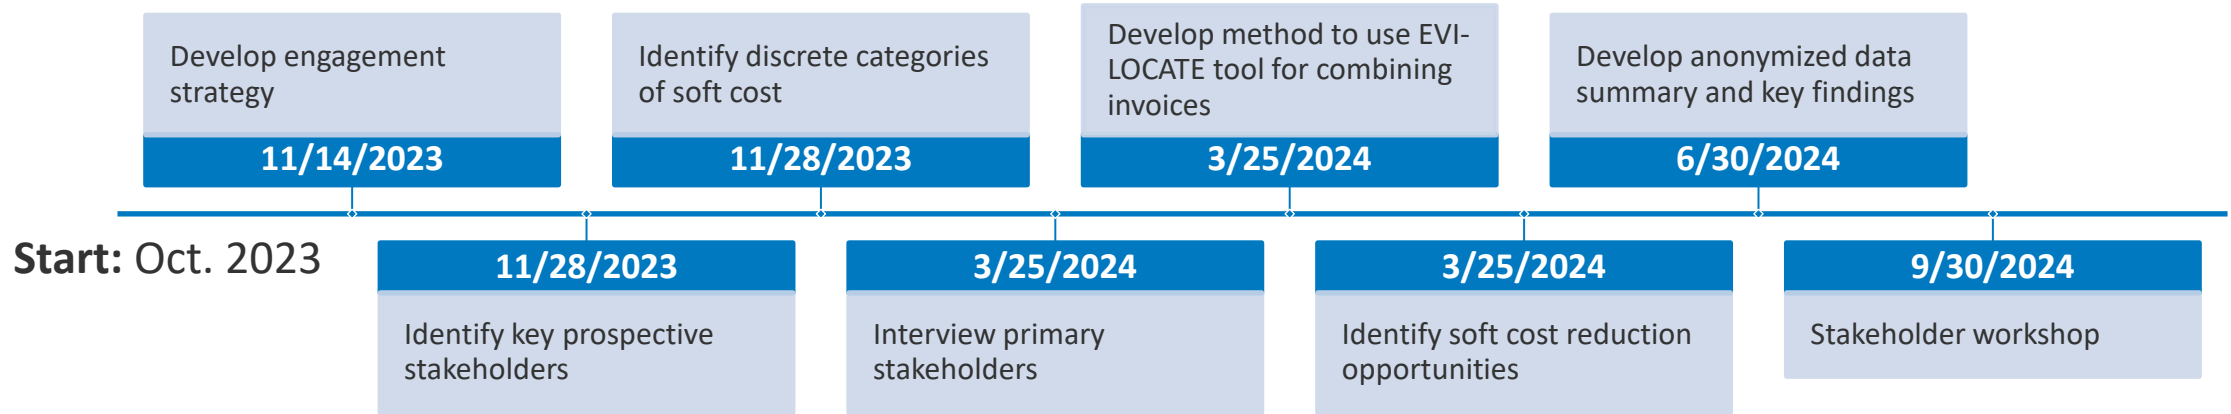 Develop engagement
strategy
11/14/2023
Identify discrete categories
of soft cost
11/28/2023
Develop method to use EVI-
LOCATE tool for combining
invoices
3/25/2024
Develop anonymized data
summary and key findings
6/30/2024
Start: Oct. 2023
11/28/2023
Identify key prospective
stakeholders
3/25/2024
Interview primary
stakeholders
3/25/2024
Identify soft cost reduction
opportunities
9/30/2024
Stakeholder workshop